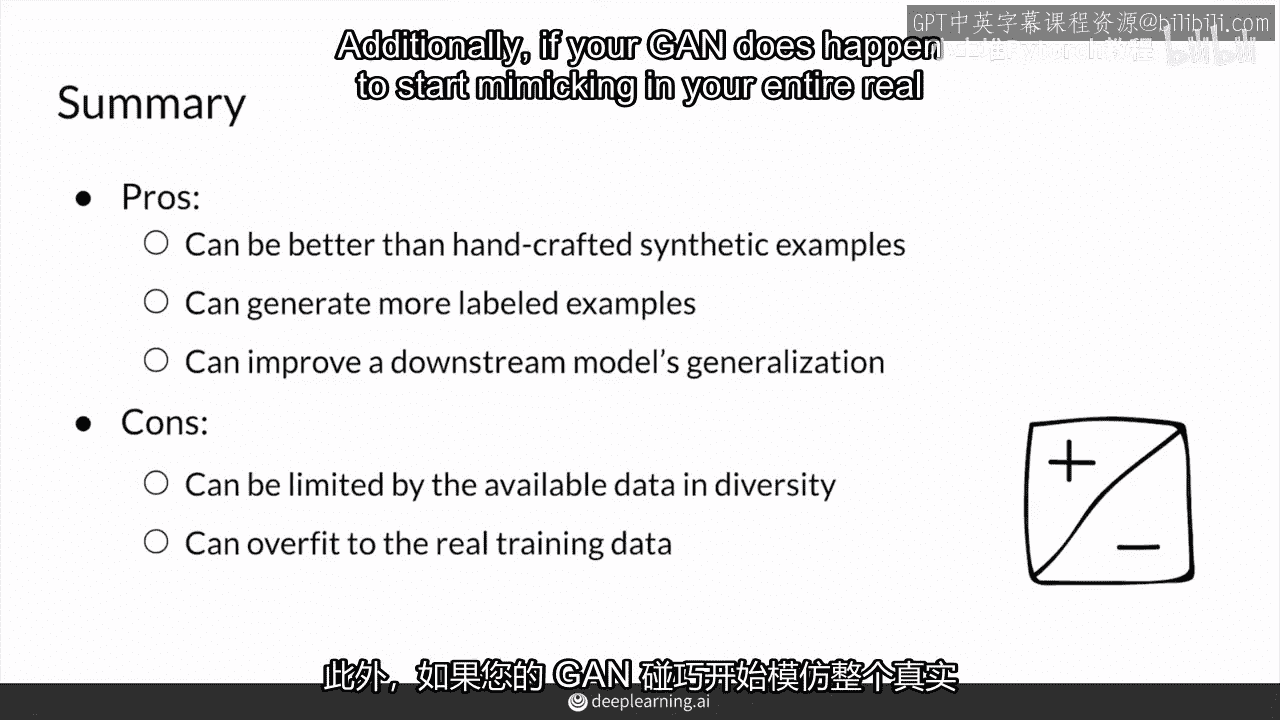 GPT中英字幕课程资源@bilibili.com
Additionally, if your GAN does happen
to start mimicking in your entire real
Summary
Pros:
Can be better than hand-crafted synthetic examples
Can generate more labeled examples
Can improve a downstream model's generalization
Cons:
Can be limited by the available data in diversity
Can overfit to the real training data
+
−
此外，如果您的 GAN 碰巧开始模仿整个真实
deeplearning.ai